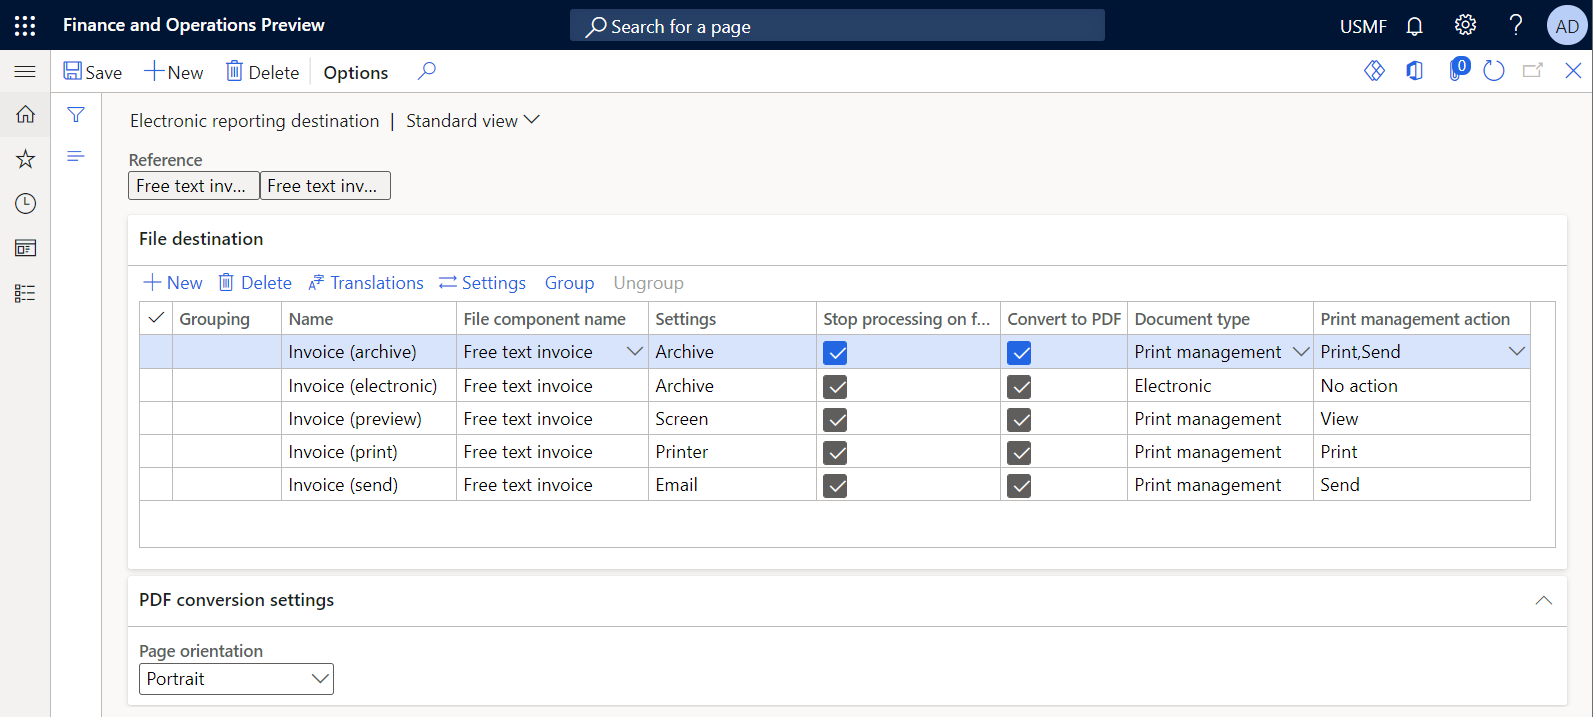 Finance and Operations Preview
Search for a page
USMF
AD
Save
New
Delete
Options
0
Electronic reporting destination | Standard view
Reference
Free text inv... Free text inv...
File destination
New Delete Translations Settings Group Ungroup
Grouping Name File component name Settings Stop processing on f... Convert to PDF Document type Print management action
Invoice (archive) Free text invoice Archive Print management Print,Send
Invoice (electronic) Free text invoice Archive Electronic No action
Invoice (preview) Free text invoice Screen Print management View
Invoice (print) Free text invoice Printer Print management Print
Invoice (send) Free text invoice Email Print management Send
PDF conversion settings
Page orientation
Portrait